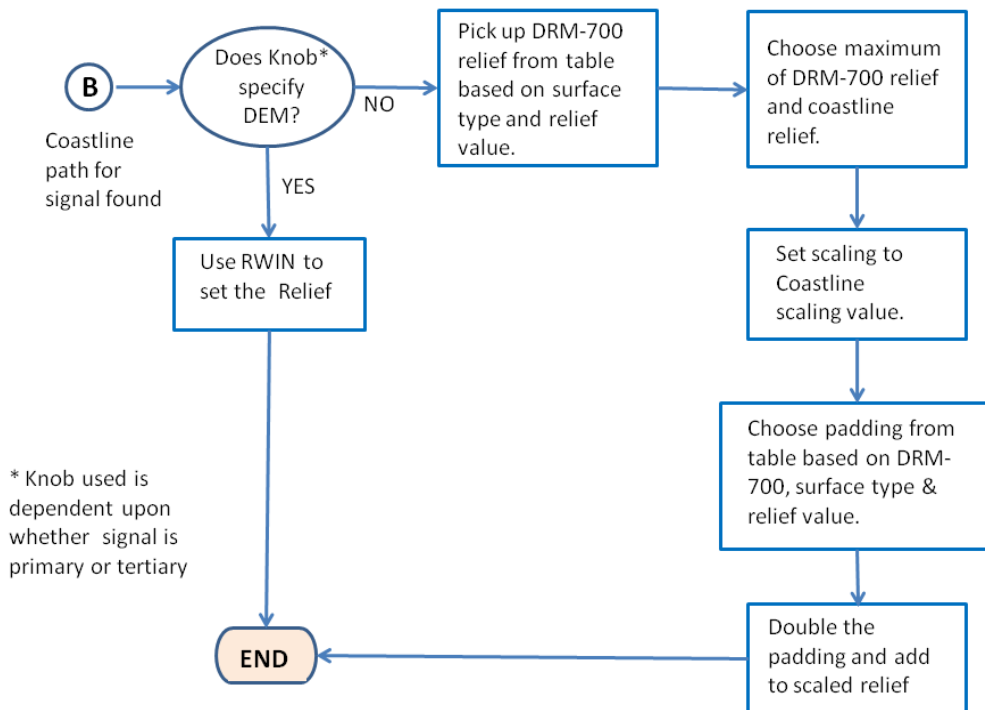 B
Coastline
path for
signal found
Does Knob*
specify
DEM?
NO
YES
Pick up DRM-700
relief from table
based on surface
type and relief
value.
Choose maximum
of DRM-700 relief
and coastline
relief.
Use RWIN to
set the Relief
Set scaling to
Coastline
scaling value.
Choose padding from
table based on DRM-
700, surface type &
relief value.
* Knob used is
dependent upon
whether signal is
primary or tertiary
Double the
padding and add
to scaled relief
END